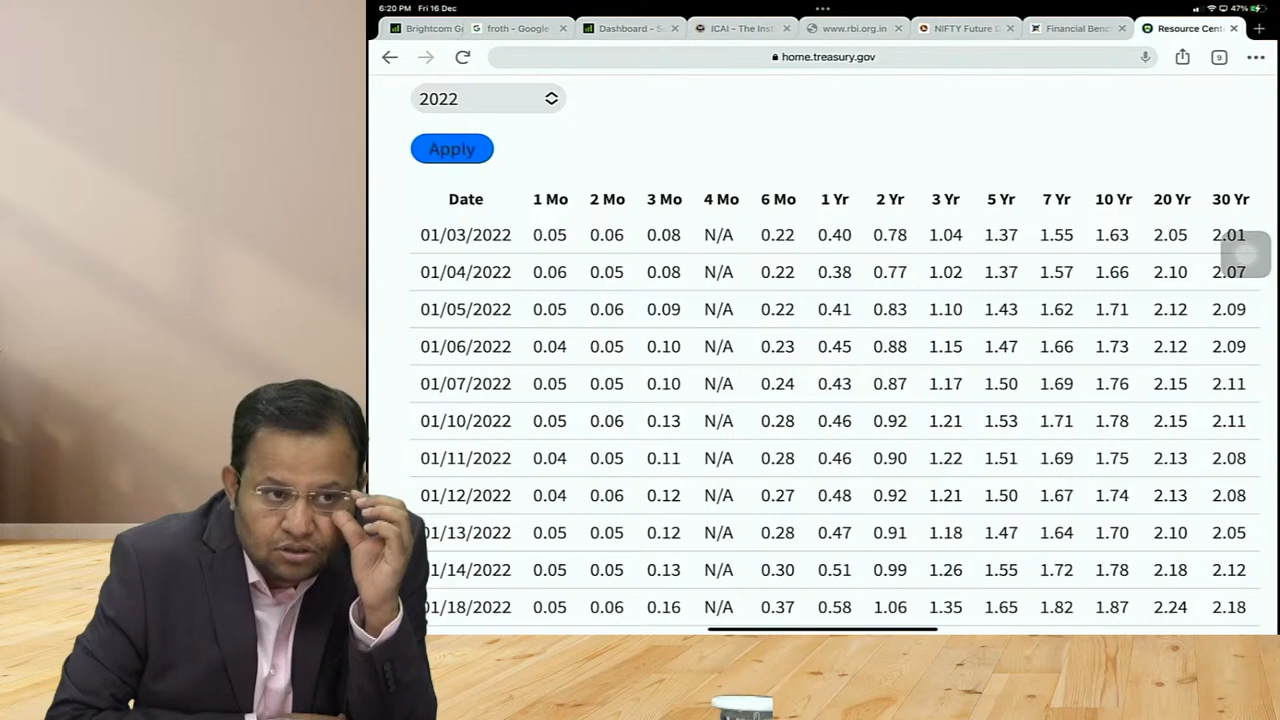 6:20 PM Fri 16 Dec
47%
Brightcom G
froth - Google
Dashboard - S
ICAI - The Inst
www.rbi.org.in
NIFTY Future D
Financial Benc
Resource Cent
home.treasury.gov
9
2022
Apply
Date 1 Mo 2 Mo 3 Mo 4 Mo 6 Mo 1 Yr 2 Yr 3 Yr 5 Yr 7 Yr 10 Yr 20 Yr 30 Yr
01/03/2022 0.05 0.06 0.08 N/A 0.22 0.40 0.78 1.04 1.37 1.55 1.63 2.05 2.01
01/04/2022 0.06 0.05 0.08 N/A 0.22 0.38 0.77 1.02 1.37 1.57 1.66 2.10 2.07
01/05/2022 0.05 0.06 0.09 N/A 0.22 0.41 0.83 1.10 1.43 1.62 1.71 2.12 2.09
01/06/2022 0.04 0.05 0.10 N/A 0.23 0.45 0.88 1.15 1.47 1.66 1.73 2.12 2.09
01/07/2022 0.05 0.05 0.10 N/A 0.24 0.43 0.87 1.17 1.50 1.69 1.76 2.15 2.11
01/10/2022 0.05 0.06 0.13 N/A 0.28 0.46 0.92 1.21 1.53 1.71 1.78 2.15 2.11
01/11/2022 0.04 0.05 0.11 N/A 0.28 0.46 0.90 1.22 1.51 1.69 1.75 2.13 2.08
01/12/2022 0.04 0.06 0.12 N/A 0.27 0.48 0.92 1.21 1.50 1.67 1.74 2.13 2.08
01/13/2022 0.05 0.05 0.12 N/A 0.28 0.47 0.91 1.18 1.47 1.64 1.70 2.10 2.05
1/14/2022 0.05 0.05 0.13 N/A 0.30 0.51 0.99 1.26 1.55 1.72 1.78 2.18 2.12
1/18/2022 0.05 0.06 0.16 N/A 0.37 0.58 1.06 1.35 1.65 1.82 1.87 2.24 2.18